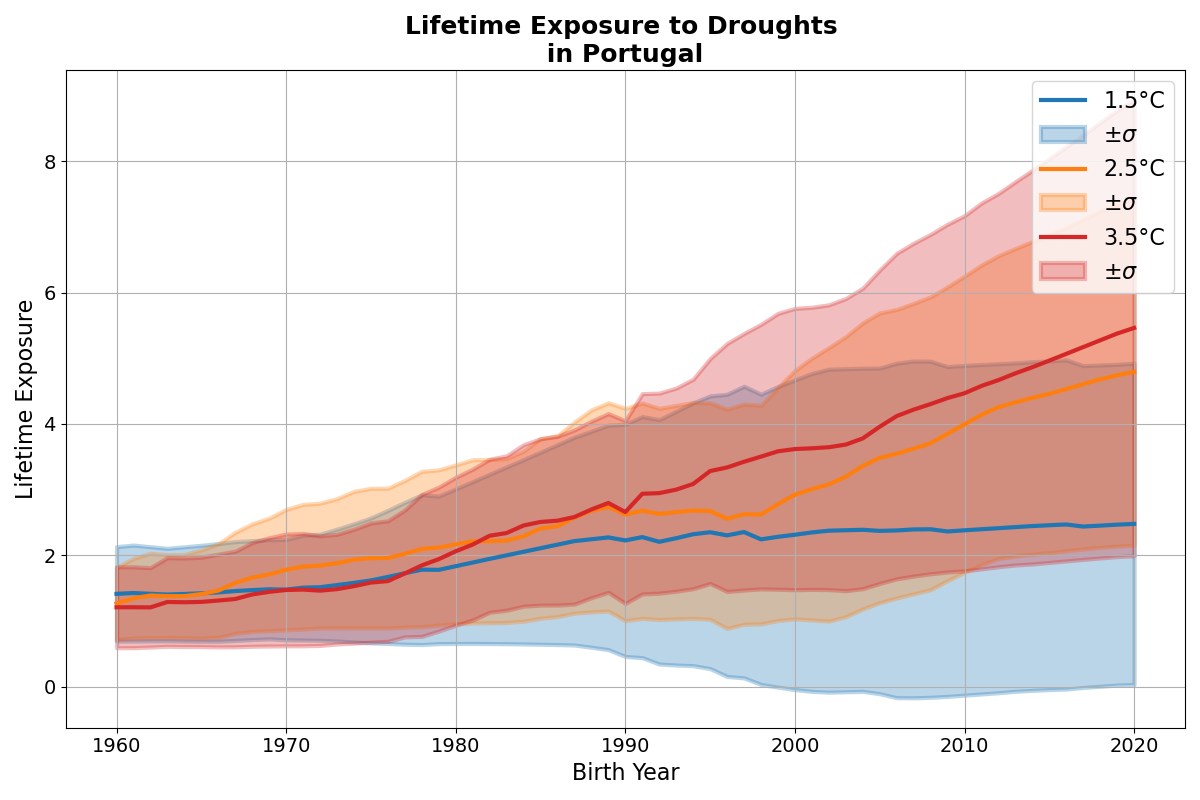 Lifetime Exposure to Droughts
in Portugal
Lifetime Exposure
8
6
4
2
0
1960 1970 1980 1990 2000 2010 2020
Birth Year
1.5°C
±σ
2.5°C
±σ
3.5°C
±σ